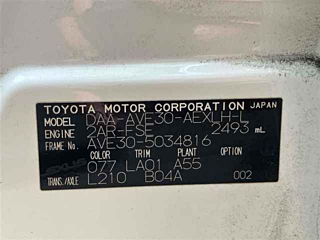 TOYOTA MOTOR CORPORATION JAPAN
MODEL DAA-AVE30-AEXLH-L
ENGINE 2AR-FSE 2493 mL
FRAME No. AVE30-5034816
COLOR TRIM PLANT
077 LA01 A55
TRANS./AXLE L210 B04A 002